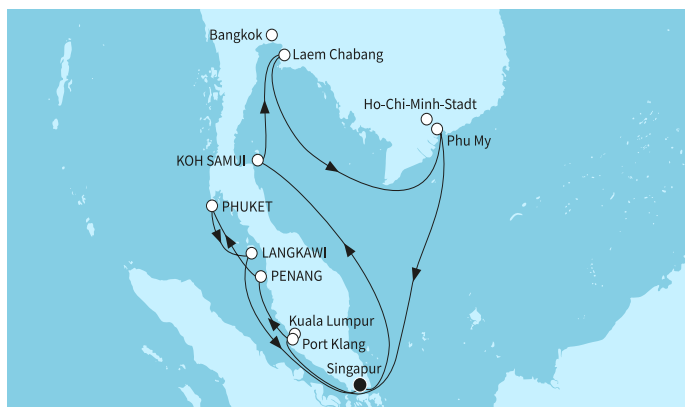 Bangkok
Laem Chabang
Ho-Chi-Minh-Stadt
Phu My
KOH SAMUI
PHUKET
LANGKAWI
PENANG
Kuala Lumpur
Port Klang
Singapur